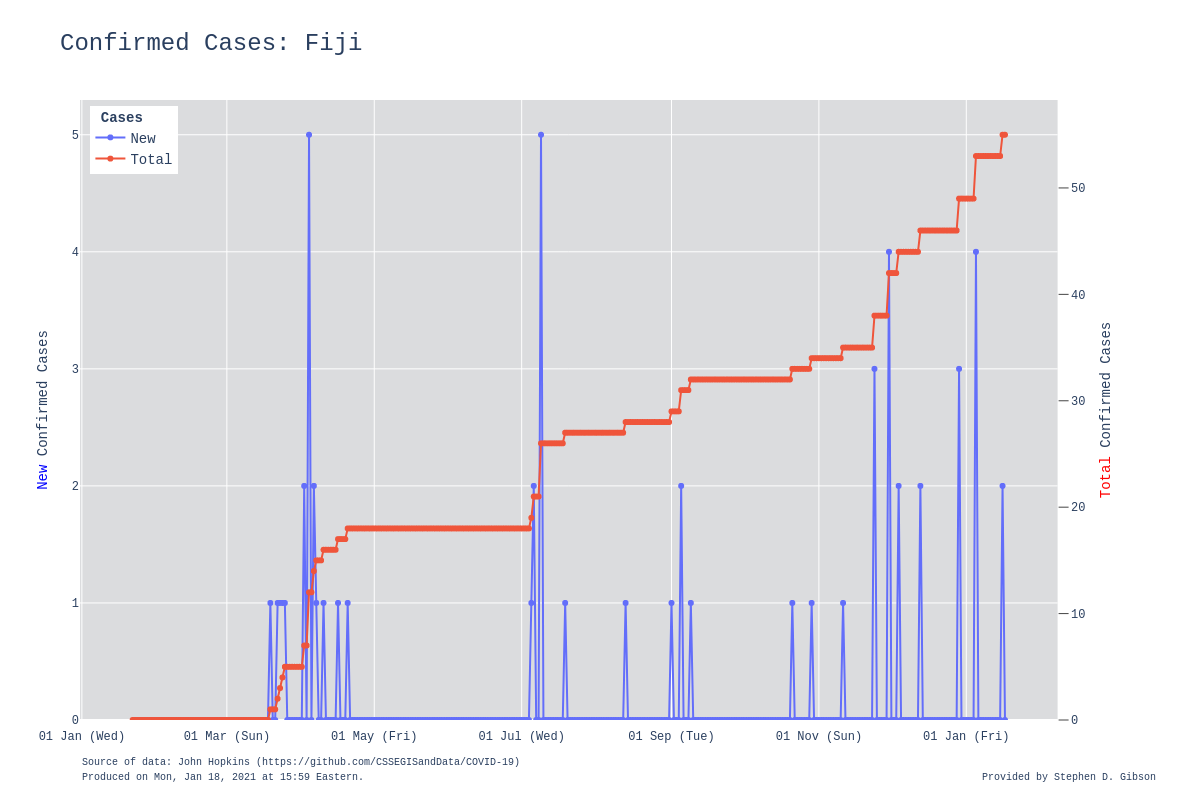 Confirmed Cases: Fiji
Cases
New
Total
5
4
3
2
1
0
50
40
30
20
10
0
New Confirmed Cases
Total Confirmed Cases
01 Jan (Wed) 01 Mar (Sun) 01 May (Fri) 01 Jul (Wed) 01 Sep (Tue) 01 Nov (Sun) 01 Jan (Fri)
Source of data: John Hopkins (https://github.com/CSSEGISandData/COVID-19)
Produced on Mon, Jan 18, 2021 at 15:59 Eastern.
Provided by Stephen D. Gibson